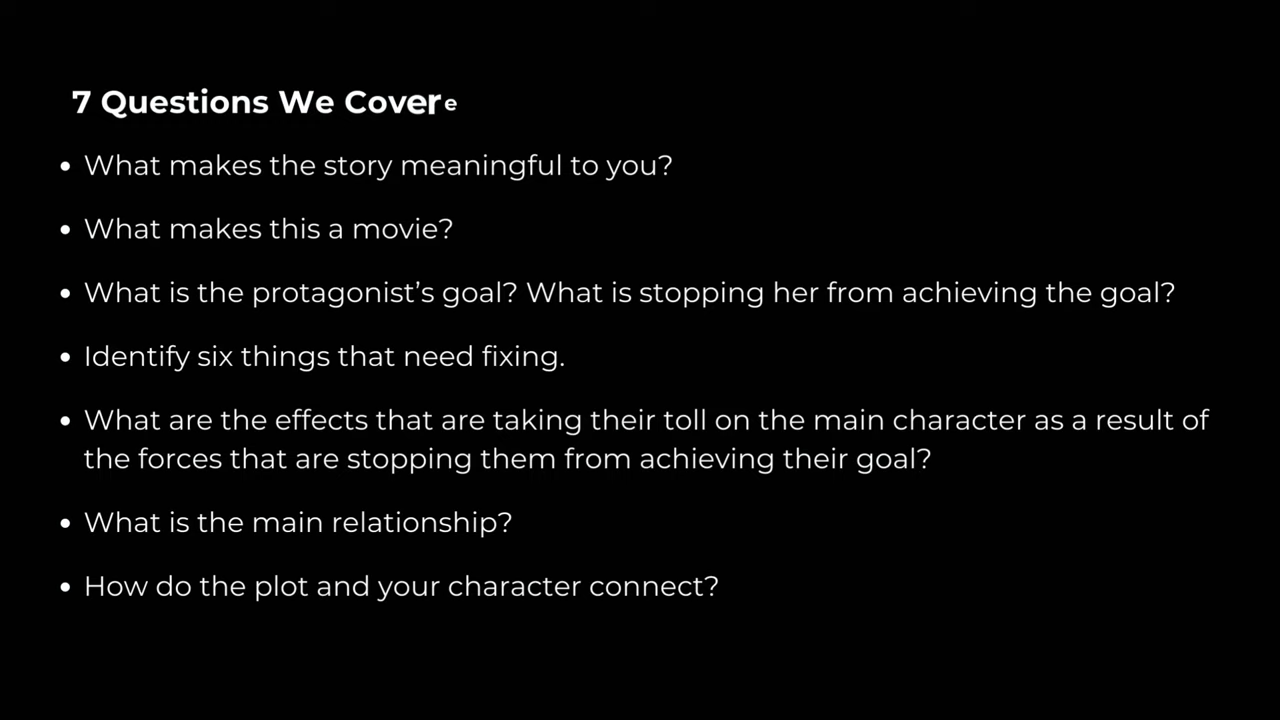 7 Questions We Covere
• What makes the story meaningful to you?
• What makes this a movie?
• What is the protagonist’s goal? What is stopping her from achieving the goal?
• Identify six things that need fixing.
• What are the effects that are taking their toll on the main character as a result of
the forces that are stopping them from achieving their goal?
• What is the main relationship?
• How do the plot and your character connect?